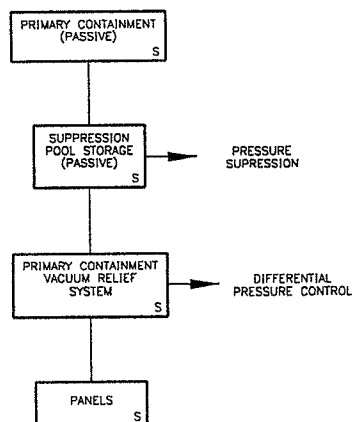 PRIMARY CONTAINMENT
(PASSIVE)
S
SUPPRESSION
POOL STORAGE
(PASSIVE)
S
PRESSURE
SUPRESSION
PRIMARY CONTAINMENT
VACUUM RELIEF
SYSTEM
S
DIFFERENTIAL
PRESSURE CONTROL
PANELS
S